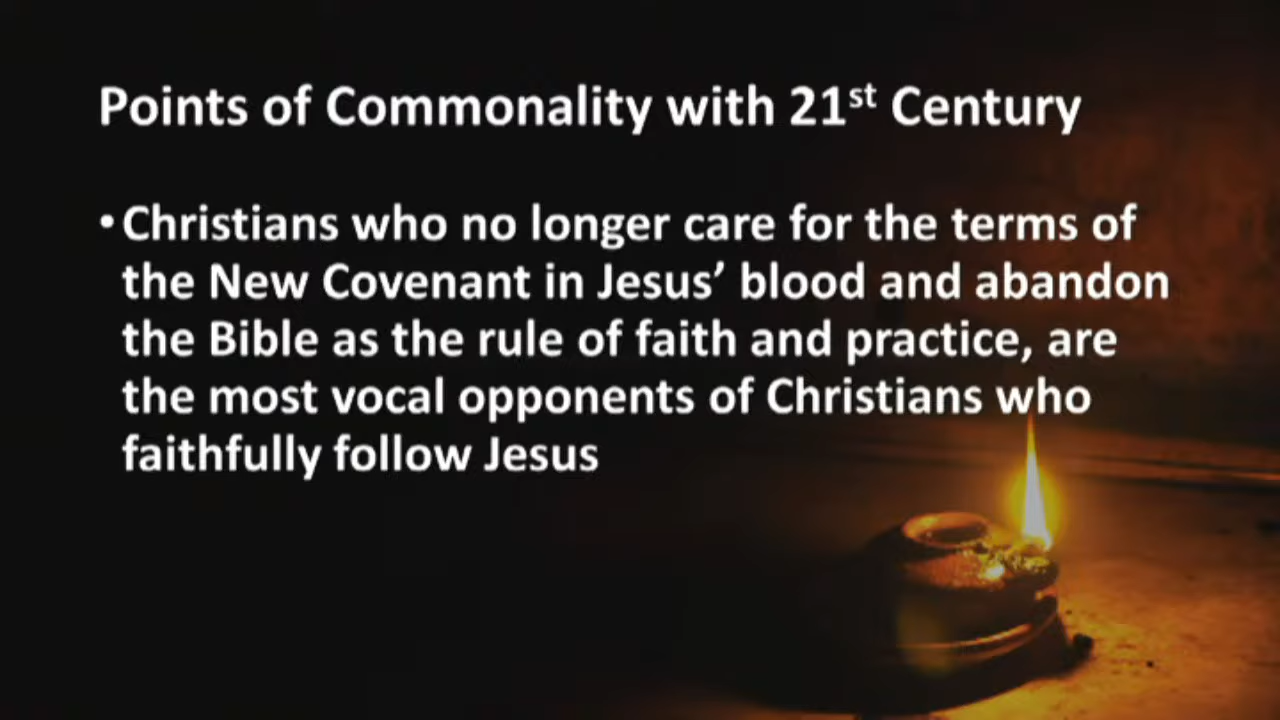 Points of Commonality with 21st Century
• Christians who no longer care for the terms of
the New Covenant in Jesus’ blood and abandon
the Bible as the rule of faith and practice, are
the most vocal opponents of Christians who
faithfully follow Jesus